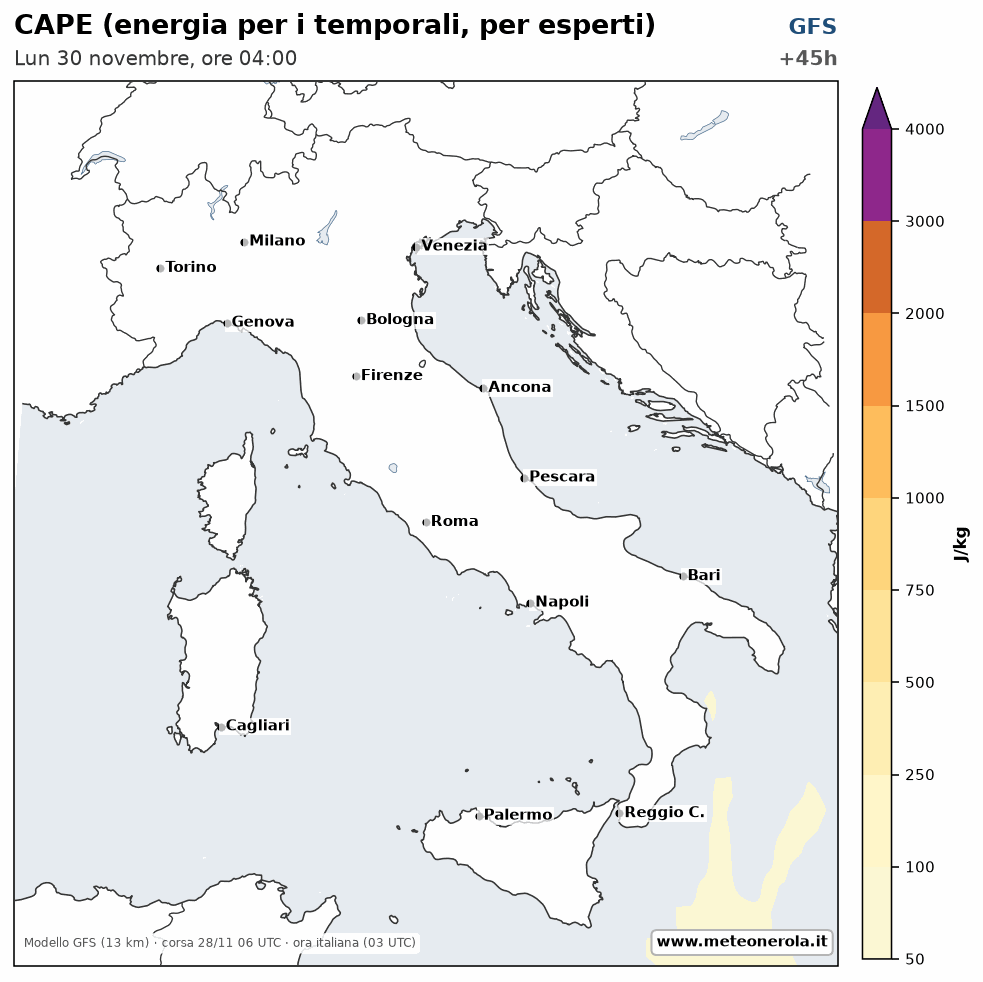 CAPE (energia per i temporali, per esperti)
GFS
Lun 30 novembre, ore 04:00
+45h
4000
3000
2000
1500
1000
750
500
250
100
50
J/kg
Milano
Venezia
Torino
Genova
Bologna
Firenze
Ancona
Pescara
Roma
Bari
Napoli
Cagliari
Palermo
Reggio C.
Modello GFS (13 km) · corsa 28/11 06 UTC · ora italiana (03 UTC)
www.meteonerola.it